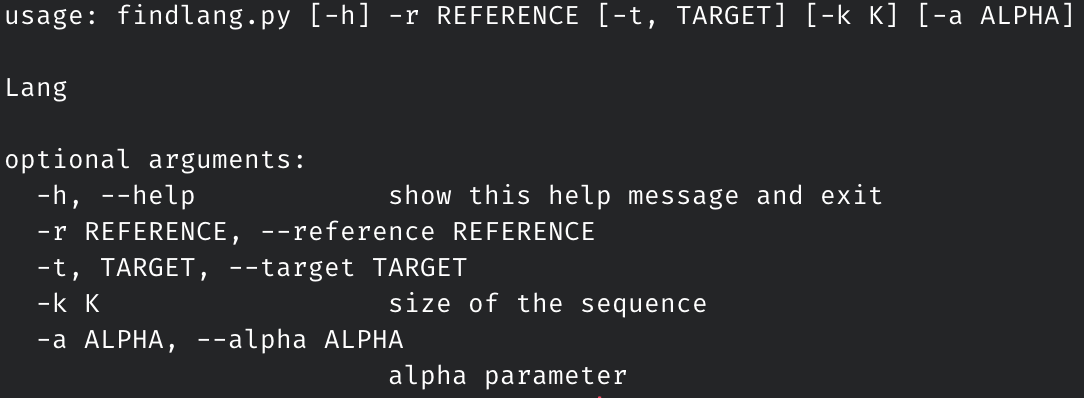 usage: findlang.py [-h] -r REFERENCE [-t, TARGET] [-k K] [-a ALPHA]
Lang
optional arguments:
-h, --help show this help message and exit
-r REFERENCE, --reference REFERENCE
-t, TARGET, --target TARGET
-k K size of the sequence
-a ALPHA, --alpha ALPHA
alpha parameter